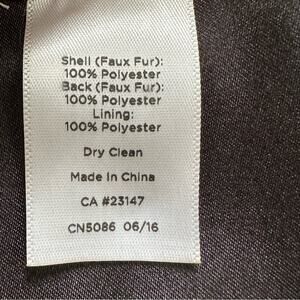 Shell (Faux Fur):
100% Polyester
Back (Faux Fur):
100% Polyester
Lining:
100% Polyester
Dry Clean
Made in China
CA #23147
CN5086 06/16